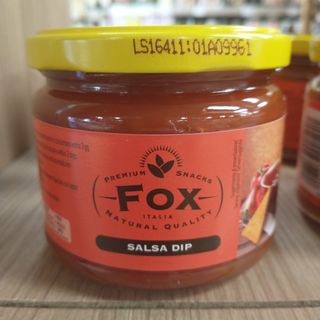 LS16411:01A09961
PREMIUM SNACKS
FOX
ITALIA
NATURAL QUALITY
SALSA DIP